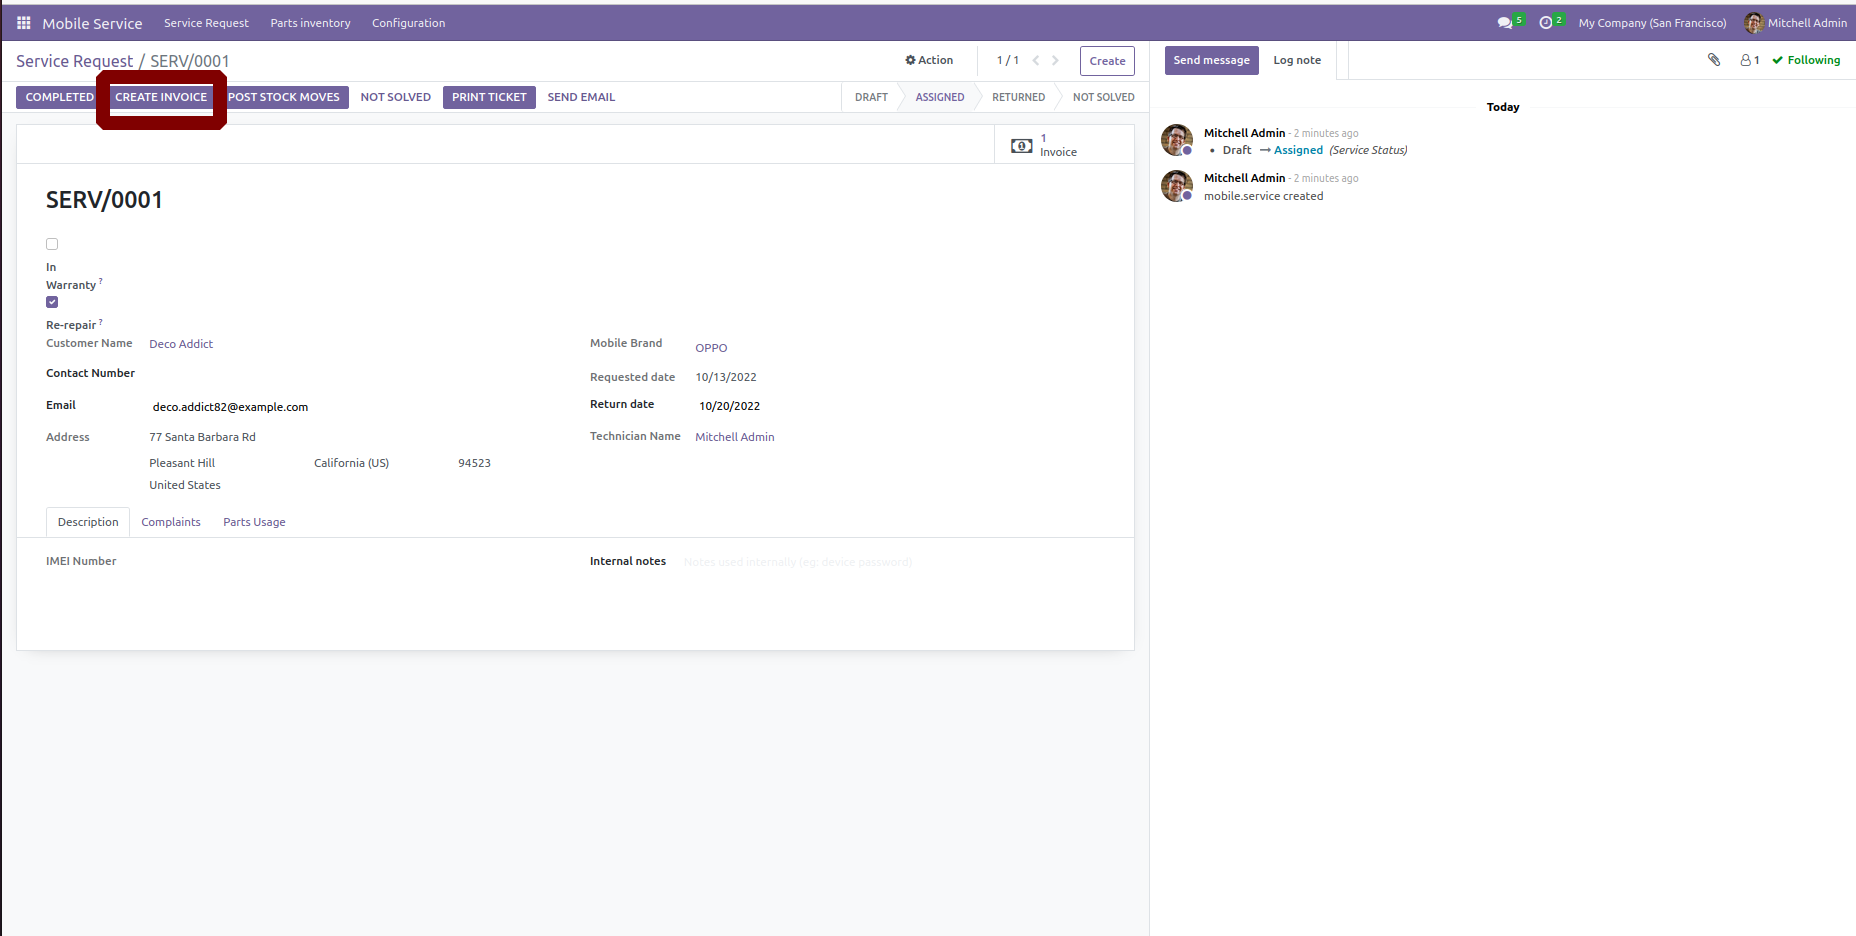 Mobile Service Service Request Parts inventory Configuration 5 2 My Company (San Francisco) Mitchell Admin
Service Request / SERV/0001 Action 1 / 1 Create
COMPLETED CREATE INVOICE POST STOCK MOVES NOT SOLVED PRINT TICKET SEND EMAIL DRAFT ASSIGNED RETURNED NOT SOLVED
1
Invoice
SERV/0001
In
Warranty ?
Re-repair ?
Customer Name Deco Addict
Contact Number
Email deco.addict82@example.com
Address 77 Santa Barbara Rd
Pleasant Hill California (US) 94523
United States
Mobile Brand OPPO
Requested date 10/13/2022
Return date 10/20/2022
Technician Name Mitchell Admin
Description Complaints Parts Usage
IMEI Number
Internal notes Notes used internally (eg: device password)
Send message Log note 1 Following
Today
Mitchell Admin - 2 minutes ago
• Draft → Assigned (Service Status)
Mitchell Admin - 2 minutes ago
mobile.service created